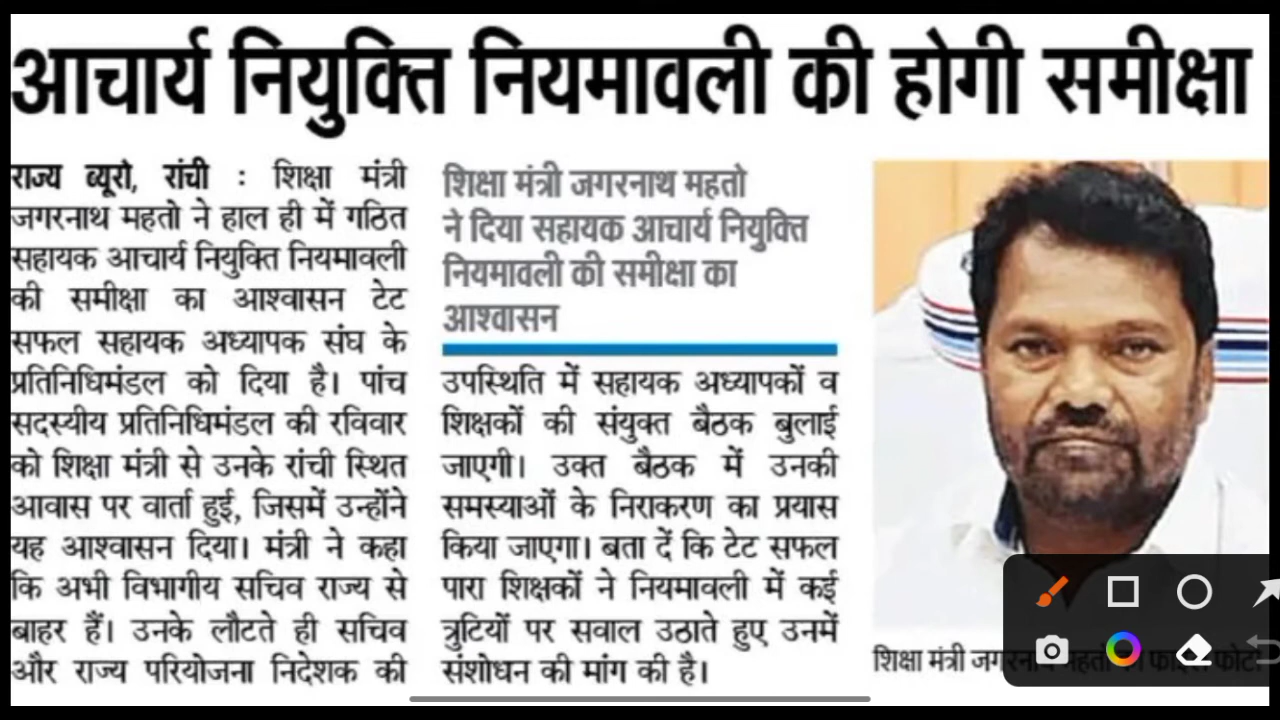 आचार्य नियुक्ति नियमावली की होगी समीक्षा
राज्य ब्यूरो, रांची : शिक्षा मंत्री
जगरनाथ महतो ने हाल ही में गठित
सहायक आचार्य नियुक्ति नियमावली
की समीक्षा का आश्वासन टेट
सफल सहायक अध्यापक संघ के
प्रतिनिधिमंडल को दिया है। पांच
सदस्यीय प्रतिनिधिमंडल की रविवार
को शिक्षा मंत्री से उनके रांची स्थित
आवास पर वार्ता हुई, जिसमें उन्होंने
यह आश्वासन दिया। मंत्री ने कहा
कि अभी विभागीय सचिव राज्य से
बाहर हैं। उनके लौटते ही सचिव
और राज्य परियोजना निदेशक की
शिक्षा मंत्री जगरनाथ महतो
ने दिया सहायक आचार्य नियुक्ति
नियमावली की समीक्षा का
आश्वासन
उपस्थिति में सहायक अध्यापकों व
शिक्षकों की संयुक्त बैठक बुलाई
जाएगी। उक्त बैठक में उनकी
समस्याओं के निराकरण का प्रयास
किया जाएगा। बता दें कि टेट सफल
पारा शिक्षकों ने नियमावली में कई
त्रुटियों पर सवाल उठाते हुए उनमें
संशोधन की मांग की है।
शिक्षा मंत्री जगरनाथ महतो फाइल फोटो